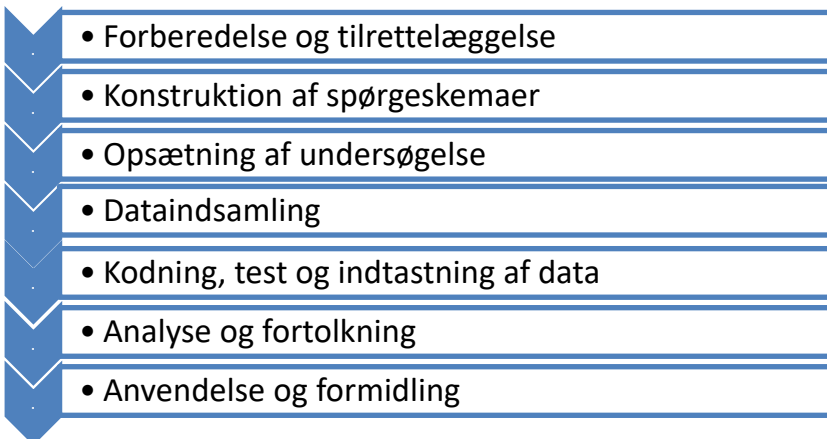 • Forberedelse og tilrettelæggelse
• Konstruktion af spørgeskemaer
• Opsætning af undersøgelse
• Dataindsamling
• Kodning, test og indtastning af data
• Analyse og fortolkning
• Anvendelse og formidling